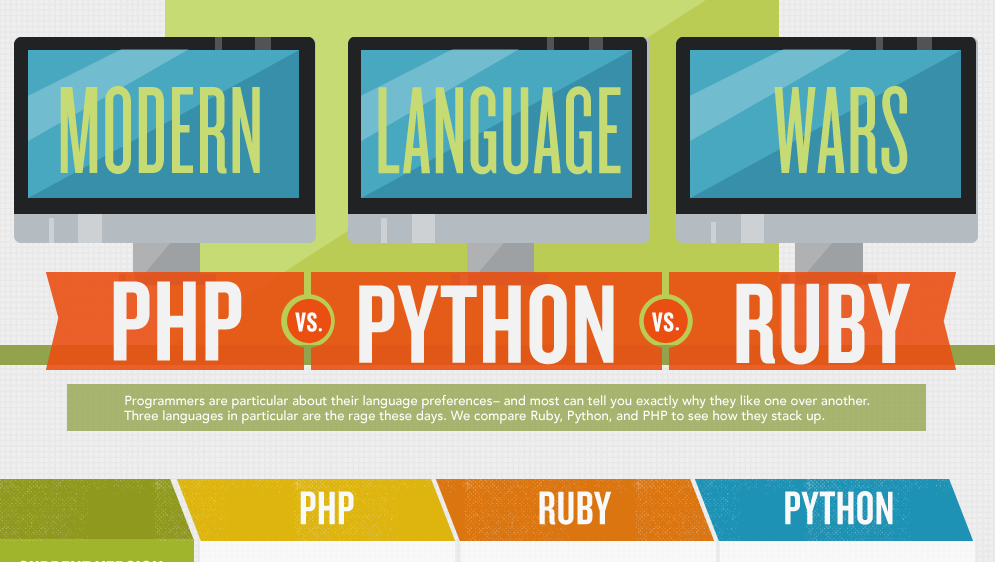 MODERN LANGUAGE WARS
PHP VS. PYTHON VS. RUBY
Programmers are particular about their language preferences– and most can tell you exactly why they like one over another.
Three languages in particular are the rage these days. We compare Ruby, Python, and PHP to see how they stack up.
PHP RUBY PYTHON
CURRENT VERSION